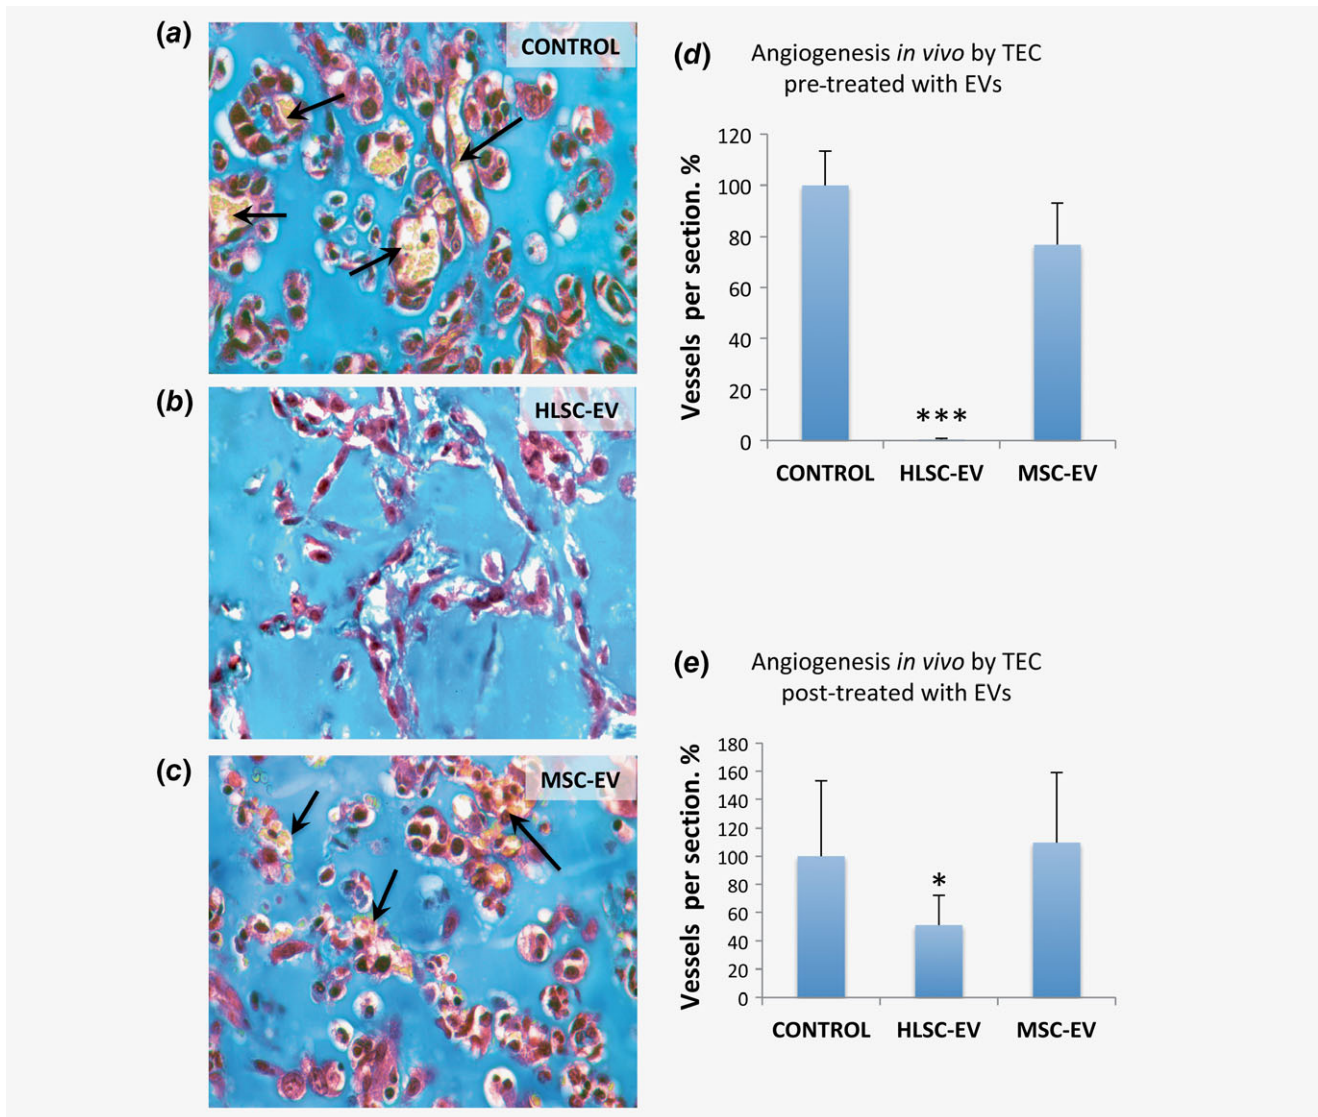 (a)
CONTROL
(b)
HLSC-EV
(c)
MSC-EV
(d)
Angiogenesis in vivo by TEC
pre-treated with EVs
Vessels per section. %
120
100
80
60
40
20
0
***
CONTROL HLSC-EV MSC-EV
(e)
Angiogenesis in vivo by TEC
post-treated with EVs
Vessels per section. %
180
160
140
120
100
80
60
40
20
0
*
CONTROL HLSC-EV MSC-EV